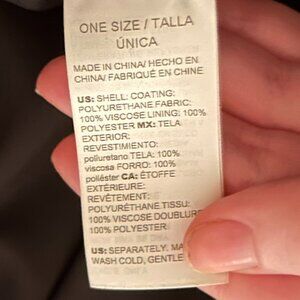 ONE SIZE / TALLA
ÚNICA
MADE IN CHINA/ HECHO EN
CHINA/ FABRIQUÉ EN CHINE
US: SHELL: COATING:
POLYURETHANE FABRIC:
100% VISCOSE LINING: 100%
POLYESTER MX: TELA
EXTERIOR:
REVESTIMIENTO:
poliuretano TELA: 100%
viscosa FORRO: 100%
poliéster CA: ÉTOFFE
EXTÉRIEURE:
REVÊTEMENT:
POLYURÉTHANE TISSU:
100% VISCOSE DOUBLURE
100% POLYESTER
US: SEPARATELY. MA
WASH COLD, GENTLE